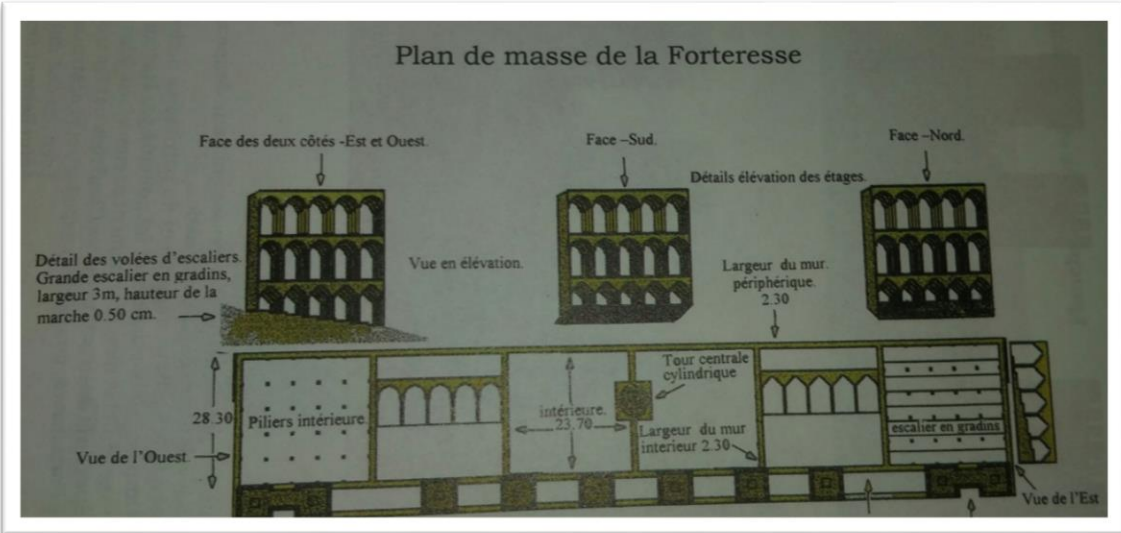 Plan de masse de la Forteresse
Face des deux côtés -Est et Ouest.
Face –Sud.
Face –Nord.
Détails élévation des étages.
Détail des volées d'escaliers.
Grande escalier en gradins,
largeur 3m, hauteur de la
marche 0.50 cm.
Vue en élévation.
Largeur du mur
périphérique.
2.30
Tour centrale
cylindrique
28.30
Piliers intérieure
intérieure.
23.70
Largeur du mur
interieur 2.30
escalier en gradins
Vue de l'Ouest
Vue de l'Est